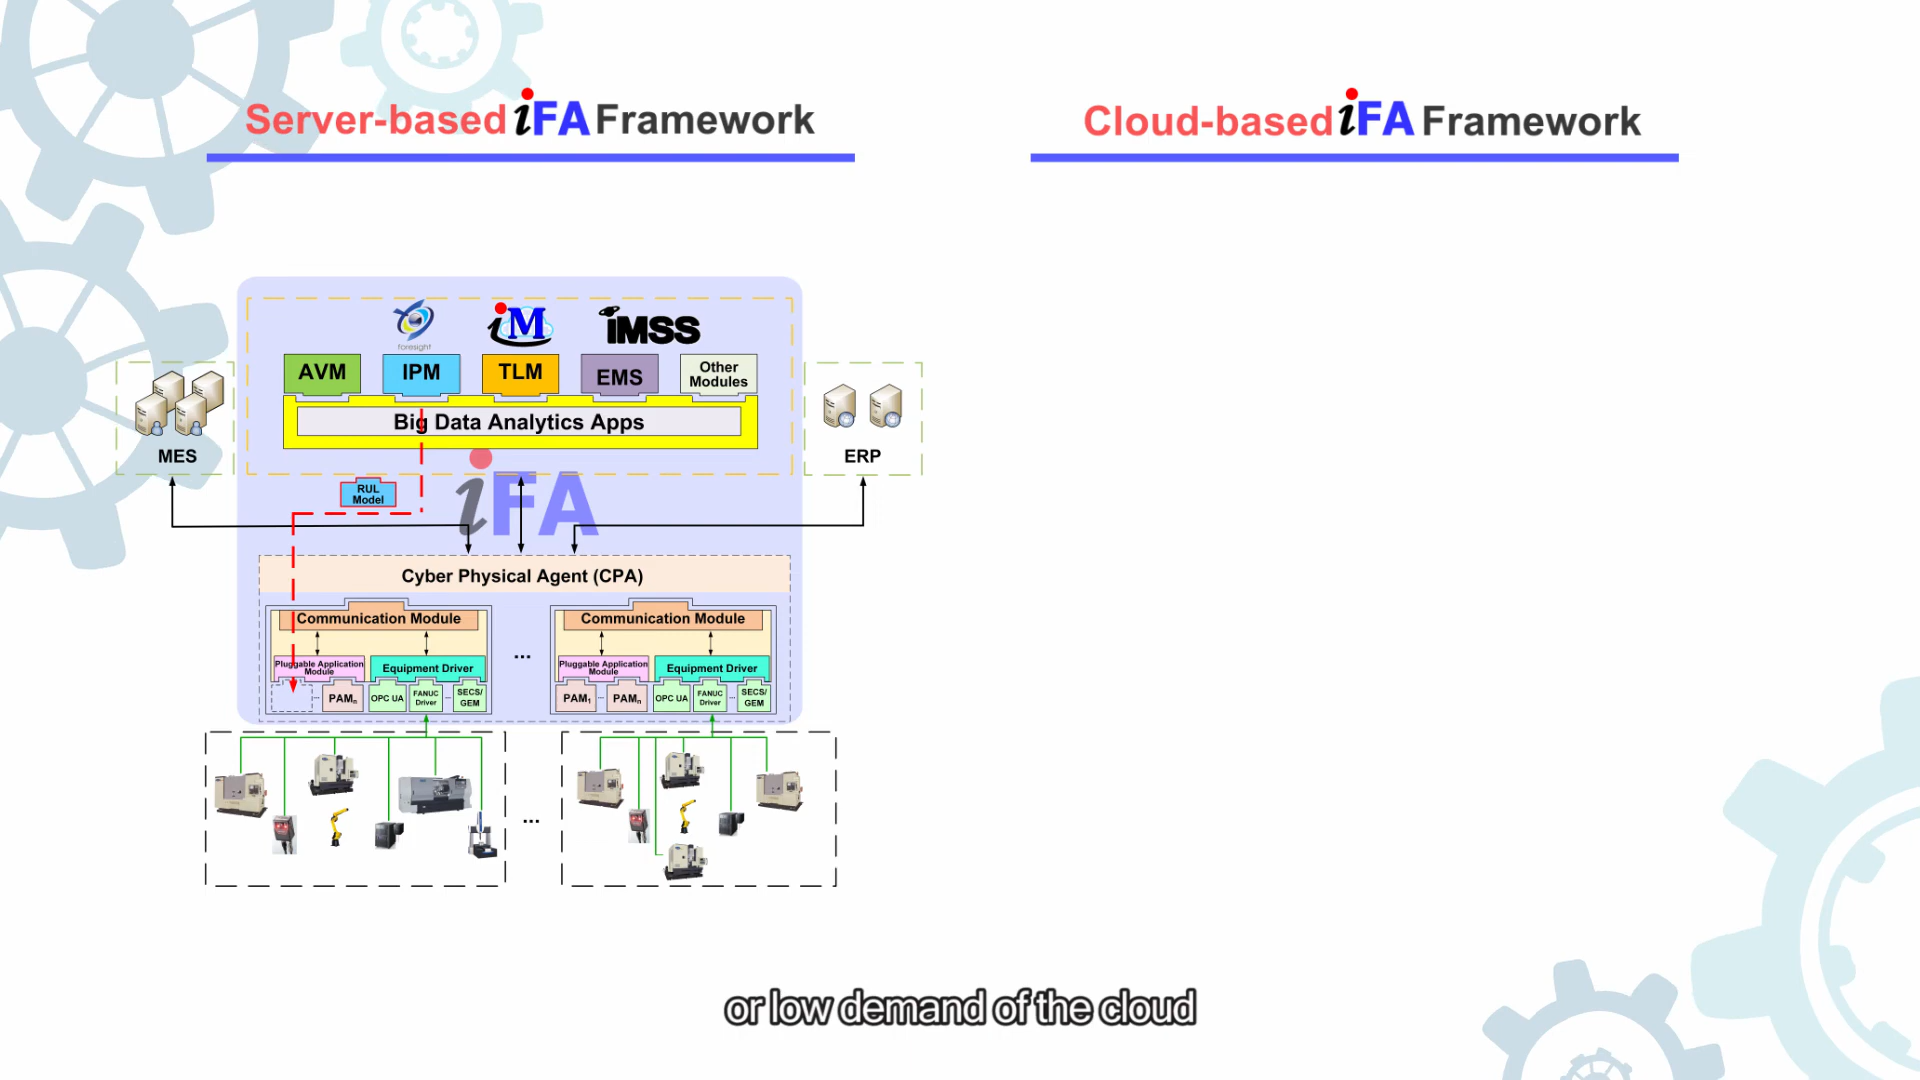 Server-based iFA Framework
Cloud-based iFA Framework
foresight
iM
iMSS
AVM
IPM
TLM
EMS
Other
Modules
Big Data Analytics Apps
MES
ERP
RUL
Model
iFA
Cyber Physical Agent (CPA)
Communication Module
...
Communication Module
Pluggable Application
Module
Equipment Driver
Pluggable Application
Module
Equipment Driver
... PAMn
OPC UA
FANUC
Driver
...
SECS/
GEM
PAM1 ... PAMn
OPC UA
FANUC
Driver
...
SECS/
GEM
...
or low demand of the cloud